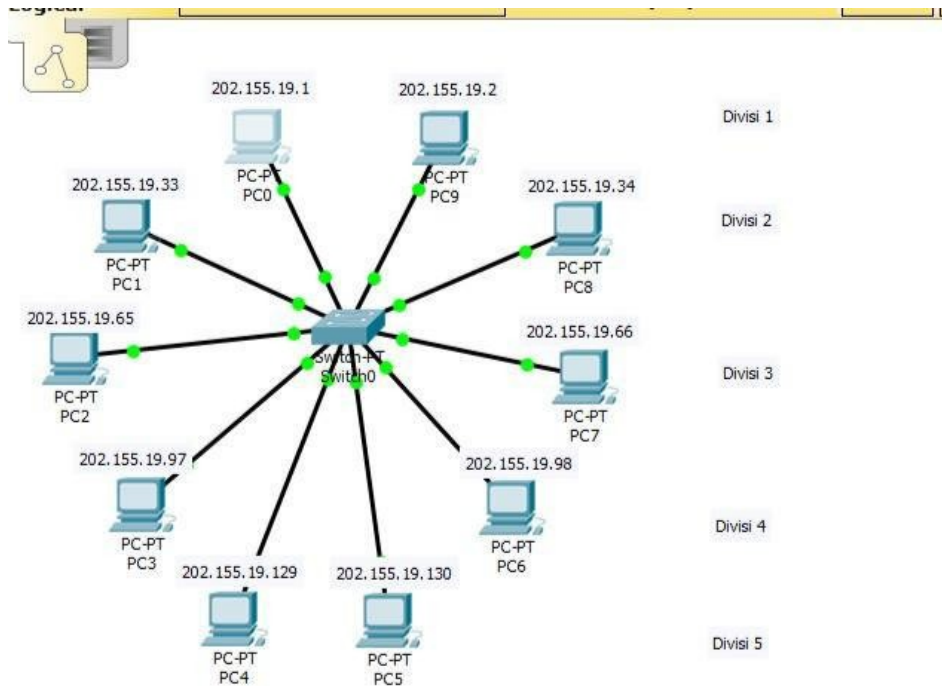 Logical
202.155.19.1
202.155.19.2
Divisi 1
PC-PT
PC0
PC-PT
PC9
202.155.19.33
202.155.19.34
Divisi 2
PC-PT
PC1
PC-PT
PC8
202.155.19.65
202.155.19.66
Switch-PT
Switch0
Divisi 3
PC-PT
PC2
PC-PT
PC7
202.155.19.97
202.155.19.98
Divisi 4
PC-PT
PC3
PC-PT
PC6
202.155.19.129
202.155.19.130
Divisi 5
PC-PT
PC4
PC-PT
PC5